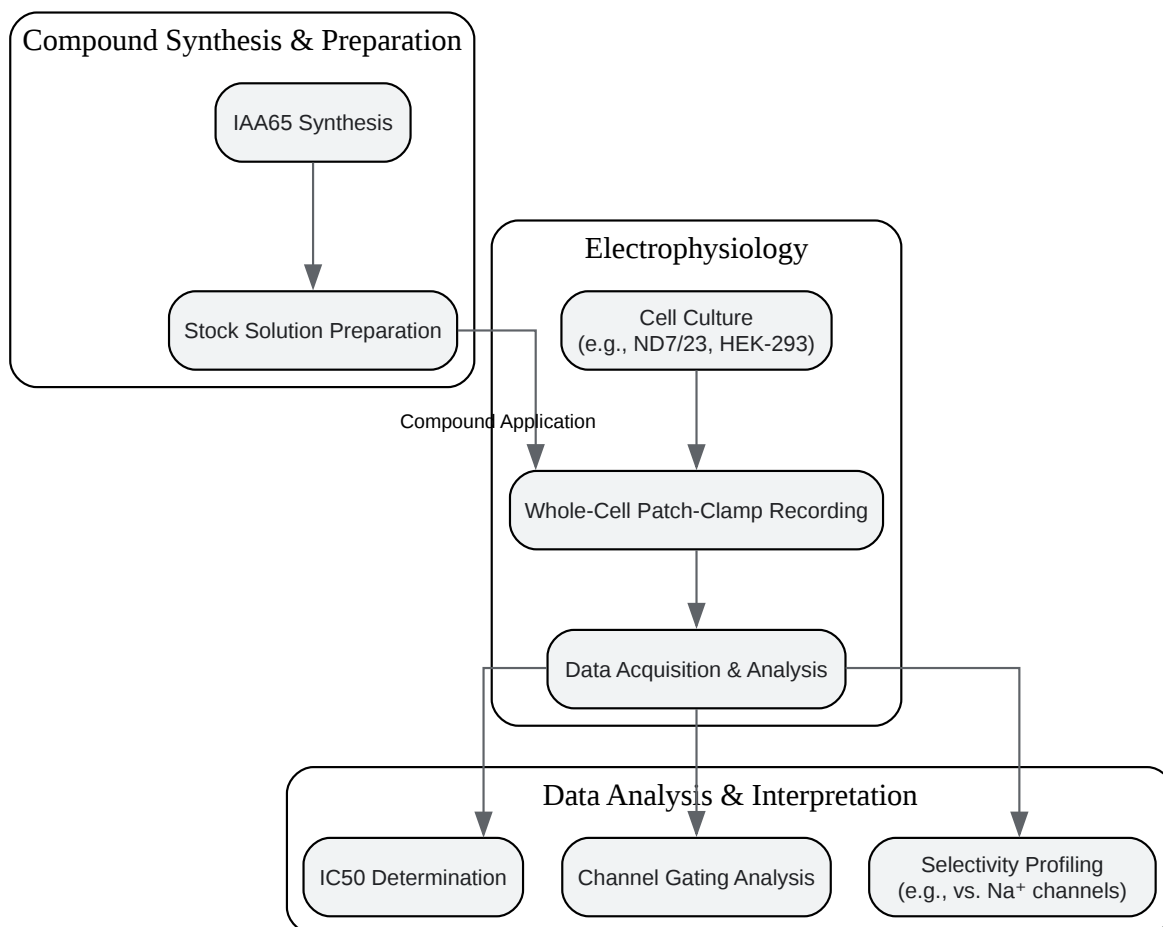 Compound Synthesis & Preparation
IAA65 Synthesis
Stock Solution Preparation
Electrophysiology
Cell Culture
(e.g., ND7/23, HEK-293)
Compound Application
Whole-Cell Patch-Clamp Recording
Data Acquisition & Analysis
Data Analysis & Interpretation
IC50 Determination
Channel Gating Analysis
Selectivity Profiling
(e.g., vs. Na⁺ channels)